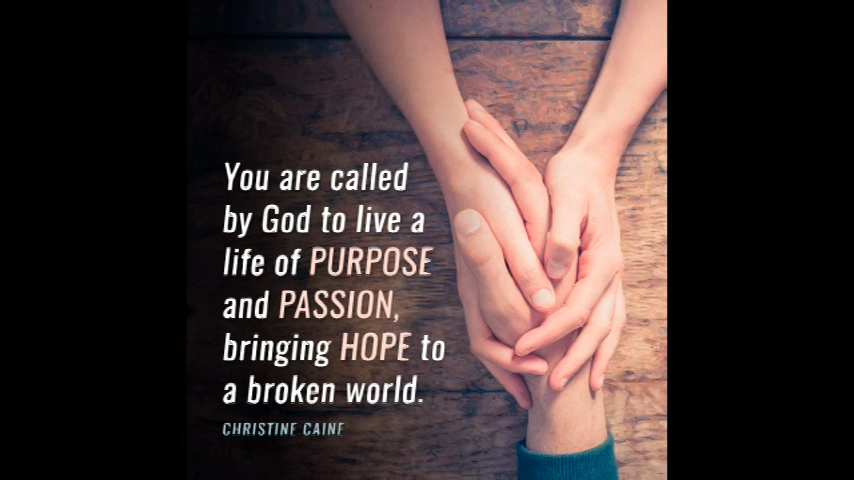 You are called
by God to live a
life of PURPOSE
and PASSION,
bringing HOPE to
a broken world.
CHRISTINE CAINE